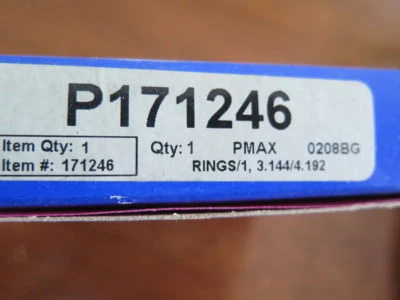 P171246
Item Qty: 1
Item #: 171246
Qty: 1 PMAX 0208BG
RINGS/1, 3.144/4.192